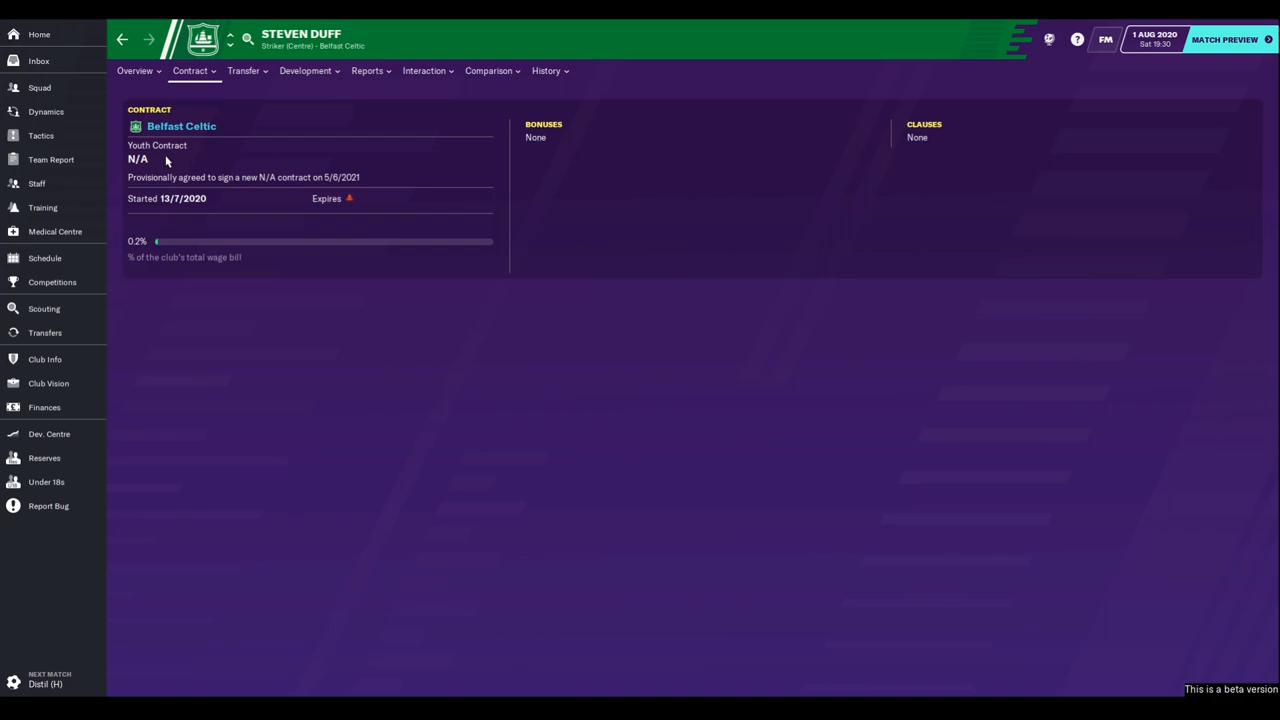 Home
Inbox
Squad
Dynamics
Tactics
Team Report
Staff
Training
Medical Centre
Schedule
Competitions
Scouting
Transfers
Club Info
Club Vision
Finances
Dev. Centre
Reserves
Under 18s
Report Bug
NEXT MATCH
Distil (H)
STEVEN DUFF
Striker (Centre) - Belfast Celtic
FM
1 AUG 2020
Sat 19:30
MATCH PREVIEW
Overview
Contract
Transfer
Development
Reports
Interaction
Comparison
History
CONTRACT
Belfast Celtic
Youth Contract
N/A
Provisionally agreed to sign a new N/A contract on 5/6/2021
Started 13/7/2020 Expires
0.2%
% of the club's total wage bill
BONUSES
None
CLAUSES
None
This is a beta version